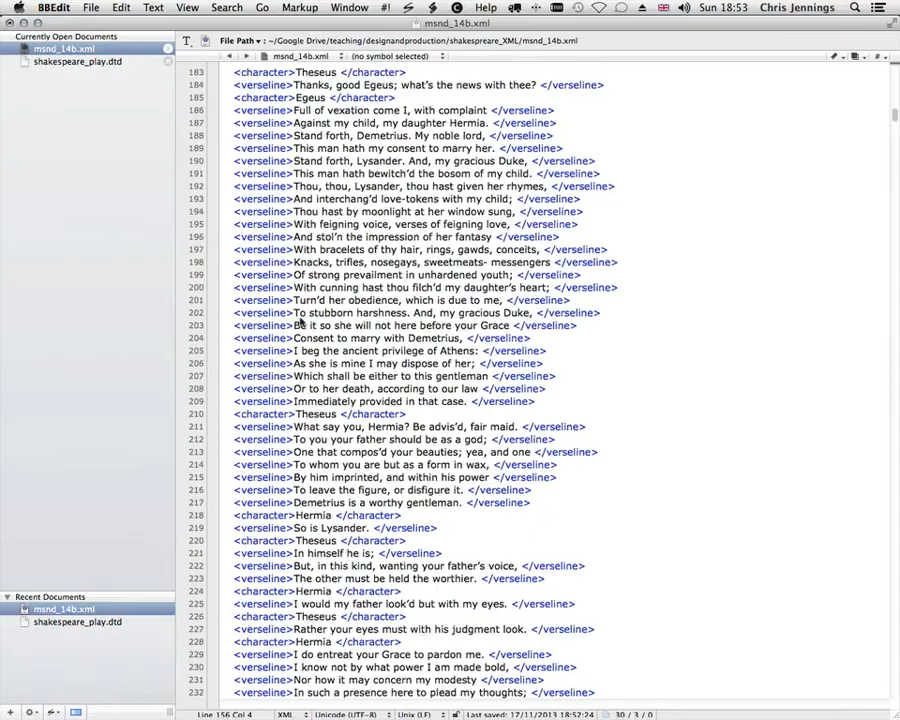 BBEdit File Edit Text View Search Go Markup Window #! Help Sun 18:53 Chris Jennings
msnd_14b.xml
Currently Open Documents
msnd_14b.xml
shakespeare_play.dtd
File Path : ~/Google Drive/teaching/designandproduction/shakespreare_XML/msnd_14b.xml
msnd_14b.xml (no symbol selected)
183 <character>Theseus </character>
184 <verseline>Thanks, good Egeus; what's the news with thee? </verseline>
185 <character>Egeus </character>
186 <verseline>Full of vexation come I, with complaint </verseline>
187 <verseline>Against my child, my daughter Hermia. </verseline>
188 <verseline>Stand forth, Demetrius. My noble lord, </verseline>
189 <verseline>This man hath my consent to marry her. </verseline>
190 <verseline>Stand forth, Lysander. And, my gracious Duke, </verseline>
191 <verseline>This man hath bewitch'd the bosom of my child. </verseline>
192 <verseline>Thou, thou, Lysander, thou hast given her rhymes, </verseline>
193 <verseline>And interchang'd love-tokens with my child; </verseline>
194 <verseline>Thou hast by moonlight at her window sung, </verseline>
195 <verseline>With feigning voice, verses of feigning love, </verseline>
196 <verseline>And stol'n the impression of her fantasy </verseline>
197 <verseline>With bracelets of thy hair, rings, gawds, conceits, </verseline>
198 <verseline>Knacks, trifles, nosegays, sweetmeats- messengers </verseline>
199 <verseline>Of strong prevailment in unhardened youth; </verseline>
200 <verseline>With cunning hast thou filch'd my daughter's heart; </verseline>
201 <verseline>Turn'd her obedience, which is due to me, </verseline>
202 <verseline>To stubborn harshness. And, my gracious Duke, </verseline>
203 <verseline>Be it so she will not here before your Grace </verseline>
204 <verseline>Consent to marry with Demetrius, </verseline>
205 <verseline>I beg the ancient privilege of Athens: </verseline>
206 <verseline>As she is mine I may dispose of her; </verseline>
207 <verseline>Which shall be either to this gentleman </verseline>
208 <verseline>Or to her death, according to our law </verseline>
209 <verseline>Immediately provided in that case. </verseline>
210 <character>Theseus </character>
211 <verseline>What say you, Hermia? Be advis'd, fair maid. </verseline>
212 <verseline>To you your father should be as a god; </verseline>
213 <verseline>One that compos'd your beauties; yea, and one </verseline>
214 <verseline>To whom you are but as a form in wax, </verseline>
215 <verseline>By him imprinted, and within his power </verseline>
216 <verseline>To leave the figure, or disfigure it. </verseline>
217 <verseline>Demetrius is a worthy gentleman. </verseline>
218 <character>Hermia </character>
219 <verseline>So is Lysander. </verseline>
220 <character>Theseus </character>
221 <verseline>In himself he is; </verseline>
222 <verseline>But, in this kind, wanting your father's voice, </verseline>
223 <verseline>The other must be held the worthier. </verseline>
224 <character>Hermia </character>
225 <verseline>I would my father look'd but with my eyes. </verseline>
226 <character>Theseus </character>
227 <verseline>Rather your eyes must with his judgment look. </verseline>
228 <character>Hermia </character>
229 <verseline>I do entreat your Grace to pardon me. </verseline>
230 <verseline>I know not by what power I am made bold, </verseline>
231 <verseline>Nor how it may concern my modesty </verseline>
232 <verseline>In such a presence here to plead my thoughts; </verseline>
Recent Documents
msnd_14b.xml
shakespeare_play.dtd
Line 156 Col 4 XML Unicode (UTF-8) Unix (LF) Last saved: 17/11/2013 18:52:24 30 / 3 / 0